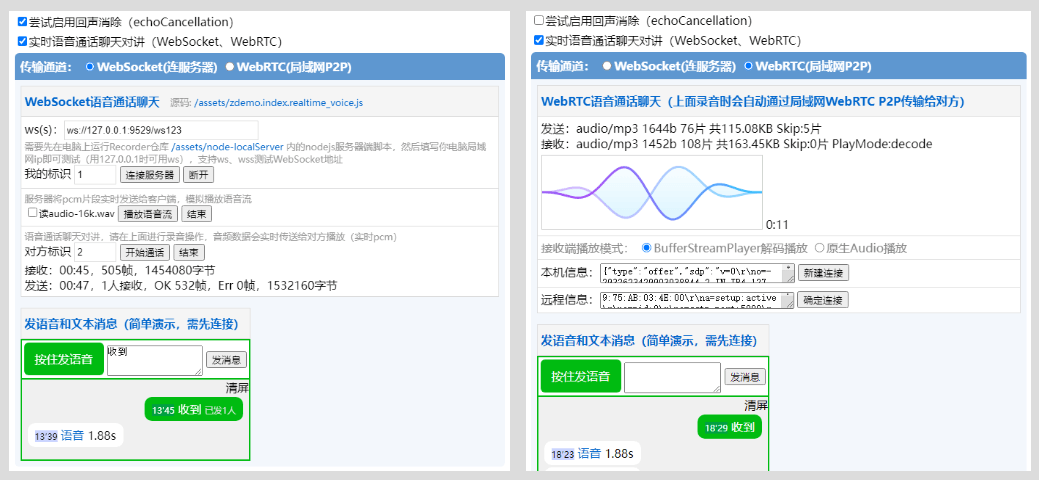 尝试启用回声消除（echoCancellation）
实时语音通话聊天对讲（WebSocket、WebRTC）
传输通道： WebSocket(连服务器) WebRTC(局域网P2P)
WebSocket语音通话聊天 源码: /assets/zdemo.index.realtime_voice.js
ws(s)： ws://127.0.0.1:9529/ws123
需要先在电脑上运行Recorder仓库 /assets/node-localServer 内的nodejs服务器端脚本，然后填写你电脑局域
网ip即可测试（用127.0.0.1时可用ws），支持ws、wss测试WebSocket地址
我的标识 1 连接服务器 断开
服务器将pcm片段实时发送给客户端，模拟播放语音流
读audio-16k.wav 播放语音流 结束
语音通话聊天对讲，请在上面进行录音操作，音频数据会实时传送给对方播放（实时pcm）
对方标识 2 开始通话 结束
接收：00:45，505帧，1454080字节
发送：00:47，1人接收，OK 532帧，Err 0帧，1532160字节
发语音和文本消息（简单演示，需先连接）
按住发语音 收到 发消息
清屏
13'45 收到 已发1人
13'39 语音 1.88s
尝试启用回声消除（echoCancellation）
实时语音通话聊天对讲（WebSocket、WebRTC）
传输通道： WebSocket(连服务器) WebRTC(局域网P2P)
WebRTC语音通话聊天（上面录音时会自动通过局域网WebRTC P2P传输给对方）
发送：audio/mp3 1644b 76片 共115.08KB Skip:5片
接收：audio/mp3 1452b 108片 共163.45KB Skip:0片 PlayMode:decode
0:11
接收端播放模式： BufferStreamPlayer解码播放 原生Audio播放
本机信息： {"type":"offer","sdp":"v=0\r\no=- 新建连接
远程信息： 9:75:AB:03:4E:00\r\na=setup:active 确定连接
发语音和文本消息（简单演示，需先连接）
按住发语音 发消息
清屏
18'29 收到
18'23 语音 1.88s